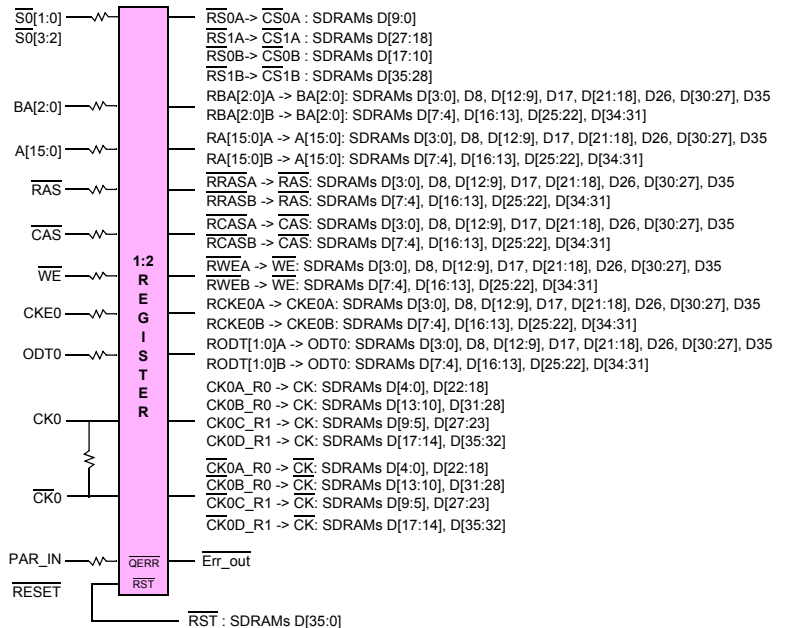 S0[1:0]
S0[3:2]
BA[2:0]
A[15:0]
RAS
CAS
WE
CKE0
ODT0
CK0
CK0
PAR_IN
RESET
1:2
R
E
G
I
S
T
E
R
QERR
RST
RS0A-> CS0A : SDRAMs D[9:0]
RS1A-> CS1A : SDRAMs D[27:18]
RS0B-> CS0B : SDRAMs D[17:10]
RS1B-> CS1B : SDRAMs D[35:28]
RBA[2:0]A -> BA[2:0]: SDRAMs D[3:0], D8, D[12:9], D17, D[21:18], D26, D[30:27], D35
RBA[2:0]B -> BA[2:0]: SDRAMs D[7:4], D[16:13], D[25:22], D[34:31]
RA[15:0]A -> A[15:0]: SDRAMs D[3:0], D8, D[12:9], D17, D[21:18], D26, D[30:27], D35
RA[15:0]B -> A[15:0]: SDRAMs D[7:4], D[16:13], D[25:22], D[34:31]
RRASA -> RAS: SDRAMs D[3:0], D8, D[12:9], D17, D[21:18], D26, D[30:27], D35
RRASB -> RAS: SDRAMs D[7:4], D[16:13], D[25:22], D[34:31]
RCASA -> CAS: SDRAMs D[3:0], D8, D[12:9], D17, D[21:18], D26, D[30:27], D35
RCASB -> CAS: SDRAMs D[7:4], D[16:13], D[25:22], D[34:31]
RWEA -> WE: SDRAMs D[3:0], D8, D[12:9], D17, D[21:18], D26, D[30:27], D35
RWEB -> WE: SDRAMs D[7:4], D[16:13], D[25:22], D[34:31]
RCKE0A -> CKE0A: SDRAMs D[3:0], D8, D[12:9], D17, D[21:18], D26, D[30:27], D35
RCKE0B -> CKE0B: SDRAMs D[7:4], D[16:13], D[25:22], D[34:31]
RODT[1:0]A -> ODT0: SDRAMs D[3:0], D8, D[12:9], D17, D[21:18], D26, D[30:27], D35
RODT[1:0]B -> ODT0: SDRAMs D[7:4], D[16:13], D[25:22], D[34:31]
CK0A_R0 -> CK: SDRAMs D[4:0], D[22:18]
CK0B_R0 -> CK: SDRAMs D[13:10], D[31:28]
CK0C_R1 -> CK: SDRAMs D[9:5], D[27:23]
CK0D_R1 -> CK: SDRAMs D[17:14], D[35:32]
CK0A_R0 -> CK: SDRAMs D[4:0], D[22:18]
CK0B_R0 -> CK: SDRAMs D[13:10], D[31:28]
CK0C_R1 -> CK: SDRAMs D[9:5], D[27:23]
CK0D_R1 -> CK: SDRAMs D[17:14], D[35:32]
Err_out
RST : SDRAMs D[35:0]